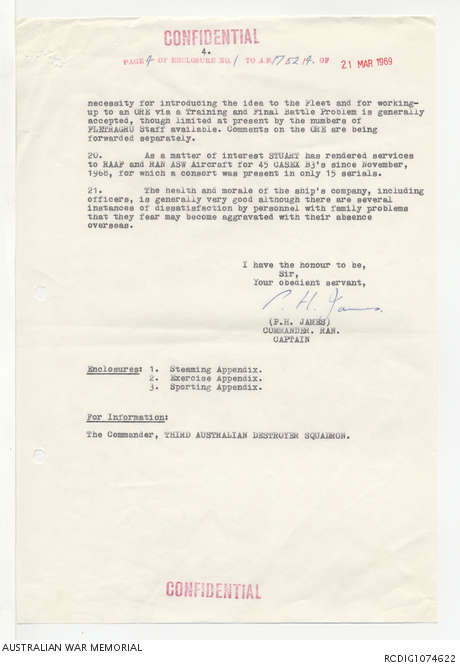 CONFIDENTIAL
4.
PAGE 4 OF ENCLOSURE NO. 1 TO A.F. 175214. OF 21 MAR 1969
necessity for introducing the idea to the Fleet and for working-
up to an ORE via a Training and Final Battle Problem is generally
accepted, though limited at present by the numbers of
FLETRAGRU Staff available. Comments on the ORE are being
forwarded separately.
20. As a matter of interest STUART has rendered services
to RAAF and RAN ASW Aircraft for 45 CASEX B3's since November,
1968, for which a consort was present in only 15 serials.
21. The health and morale of the ship's company, including
officers, is generally very good although there are several
instances of dissatisfaction by personnel with family problems
that they fear may become aggravated with their absence
overseas.
I have the honour to be,
Sir,
Your obedient servant,
P. H. James.
(P.H. JAMES)
COMMANDER. RAN.
CAPTAIN
Enclosures: 1. Steaming Appendix.
2. Exercise Appendix.
3. Sporting Appendix.
For Information:
The Commander, THIRD AUSTRALIAN DESTROYER SQUADRON.
CONFIDENTIAL
AUSTRALIAN WAR MEMORIAL
RCDIG1074622